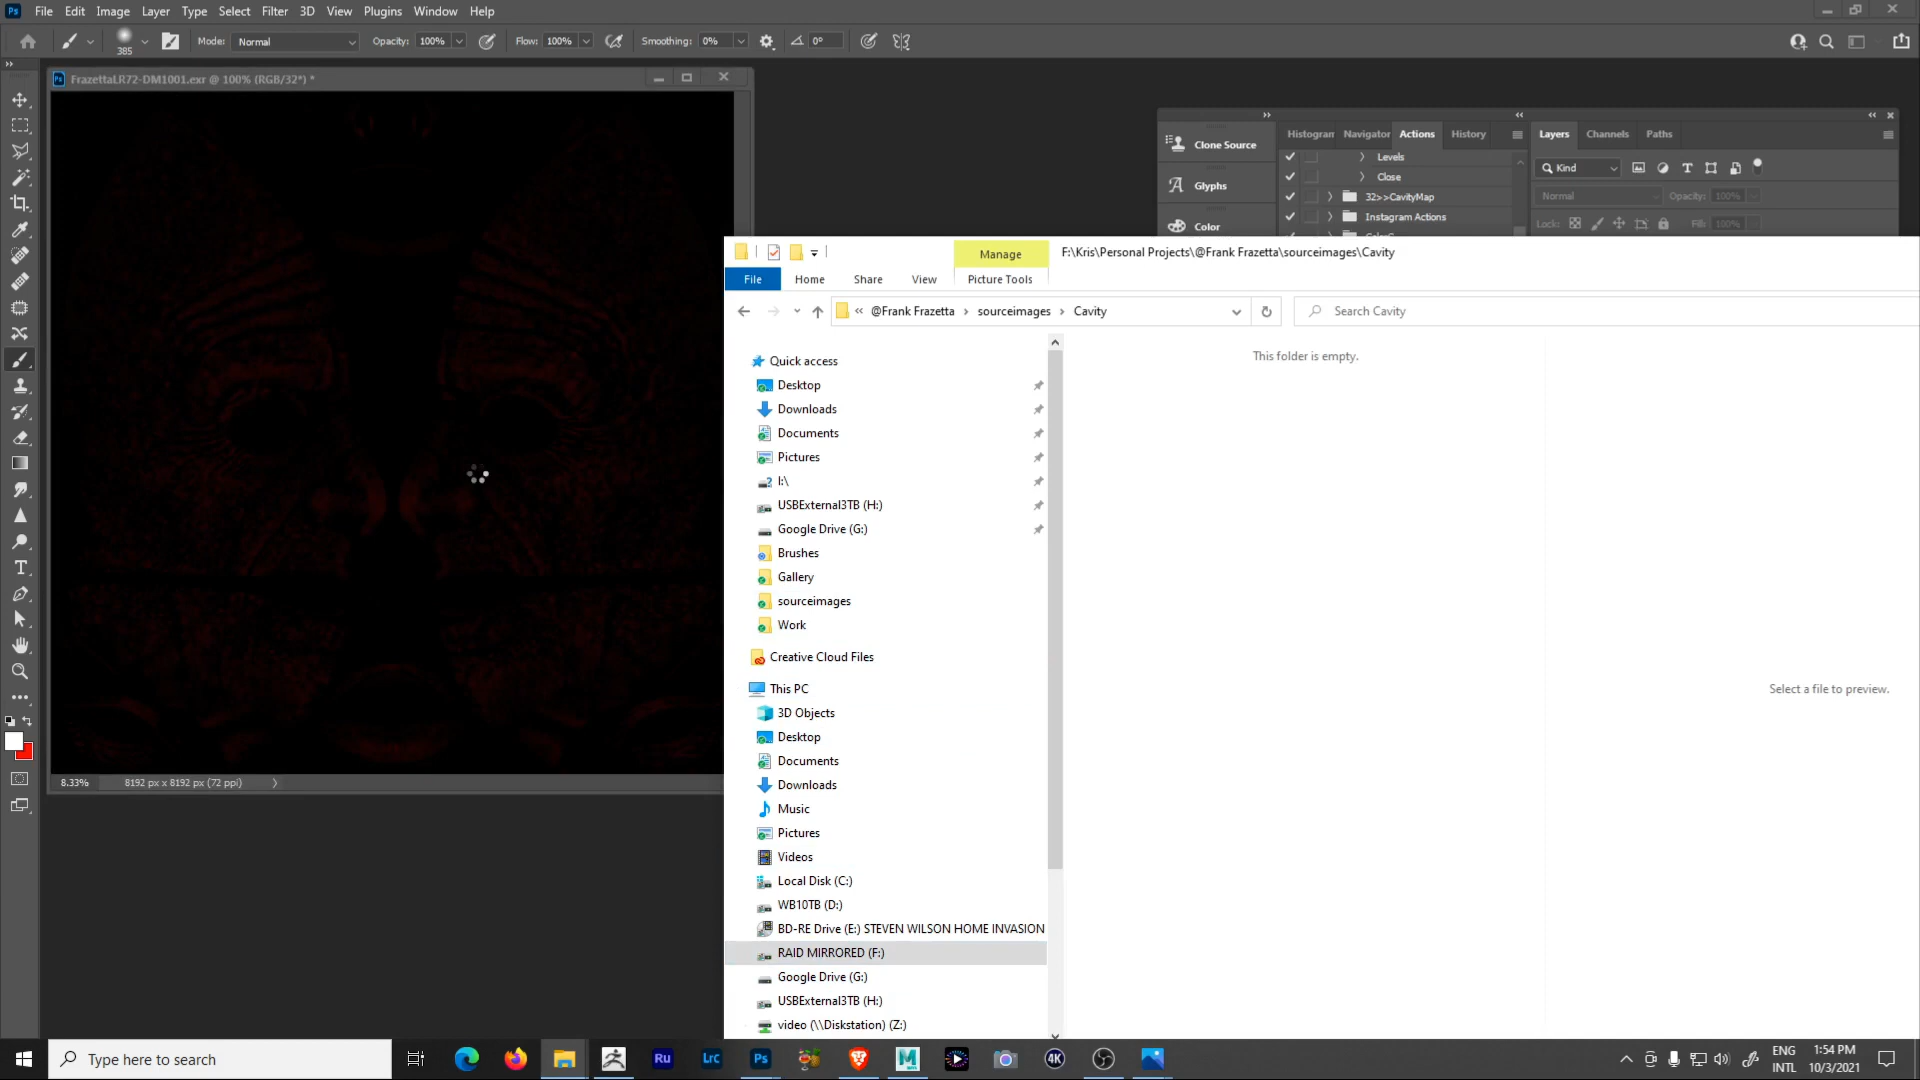 Ps File Edit Image Layer Type Select Filter 3D View Plugins Window Help
385 Mode: Normal Opacity: 100% Flow: 100% Smoothing: 0% 0°
Ps FrazettaLR72-DM1001.exr @ 100% (RGB/32*) *
8.33% 8192 px x 8192 px (72 ppi)
Clone Source
Glyphs
Color
Histogram Navigator Actions History
Levels
Close
32>>CavityMap
Instagram Actions
Layers Channels Paths
Kind
Normal Opacity: 100%
Lock: Fill: 100%
Manage F:\Kris\Personal Projects\@Frank Frazetta\sourceimages\Cavity
File Home Share View Picture Tools
« @Frank Frazetta › sourceimages › Cavity
Search Cavity
This folder is empty.
Select a file to preview.
Quick access
Desktop
Downloads
Documents
Pictures
I:\
USBExternal3TB (H:)
Google Drive (G:)
Brushes
Gallery
sourceimages
Work
Creative Cloud Files
This PC
3D Objects
Desktop
Documents
Downloads
Music
Pictures
Videos
Local Disk (C:)
WB10TB (D:)
BD-RE Drive (E:) STEVEN WILSON HOME INVASION
RAID MIRRORED (F:)
Google Drive (G:)
USBExternal3TB (H:)
video (\\Diskstation) (Z:)
Type here to search
Ru Lrc Ps M 4K
ENG
INTL
1:54 PM
10/3/2021